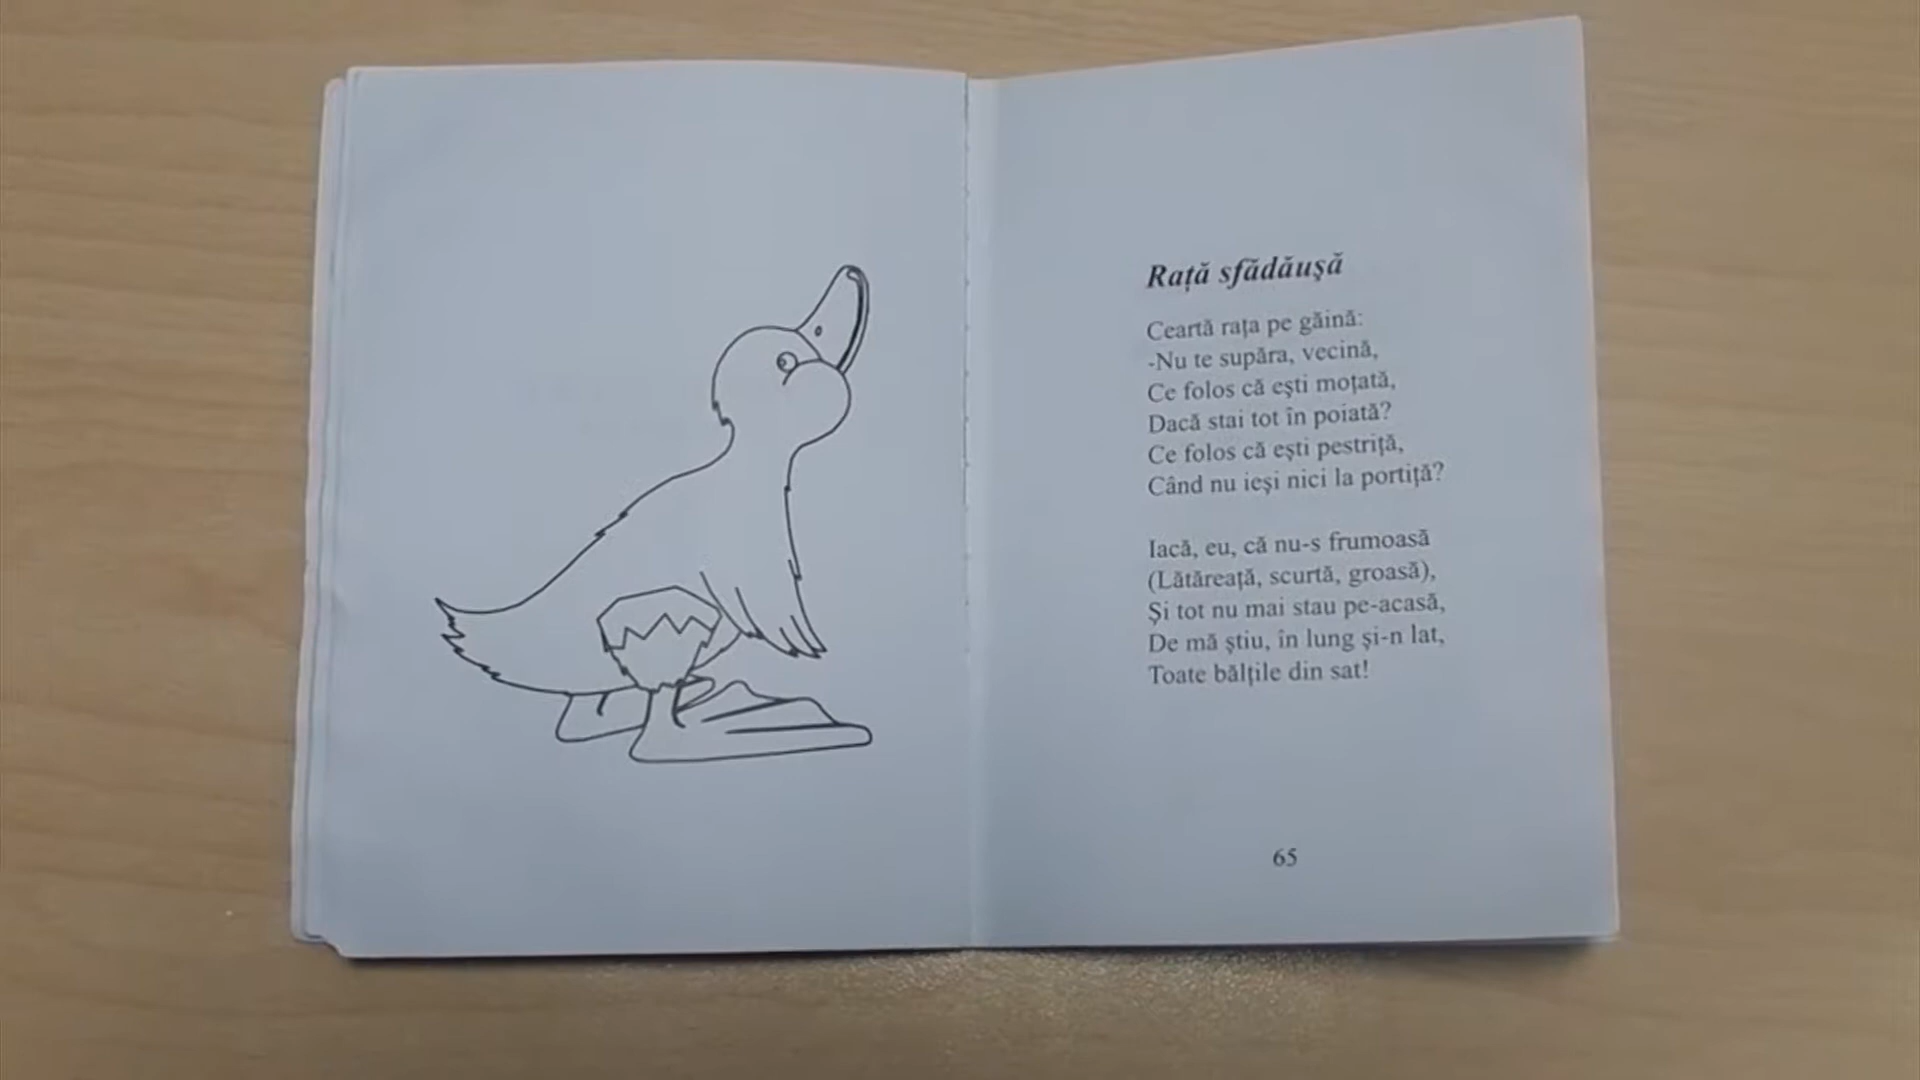 Rață sfădăușă
Ceartă rața pe găină:
-Nu te supăra, vecină,
Ce folos că ești moțată,
Dacă stai tot în poiată?
Ce folos că ești pestriță,
Când nu ieși nici la portiță?
Iacă, eu, că nu-s frumoasă
(Lătăreață, scurtă, groasă),
Și tot nu mai stau pe-acasă,
De mă știu, în lung și-n lat,
Toate bălțile din sat!
65